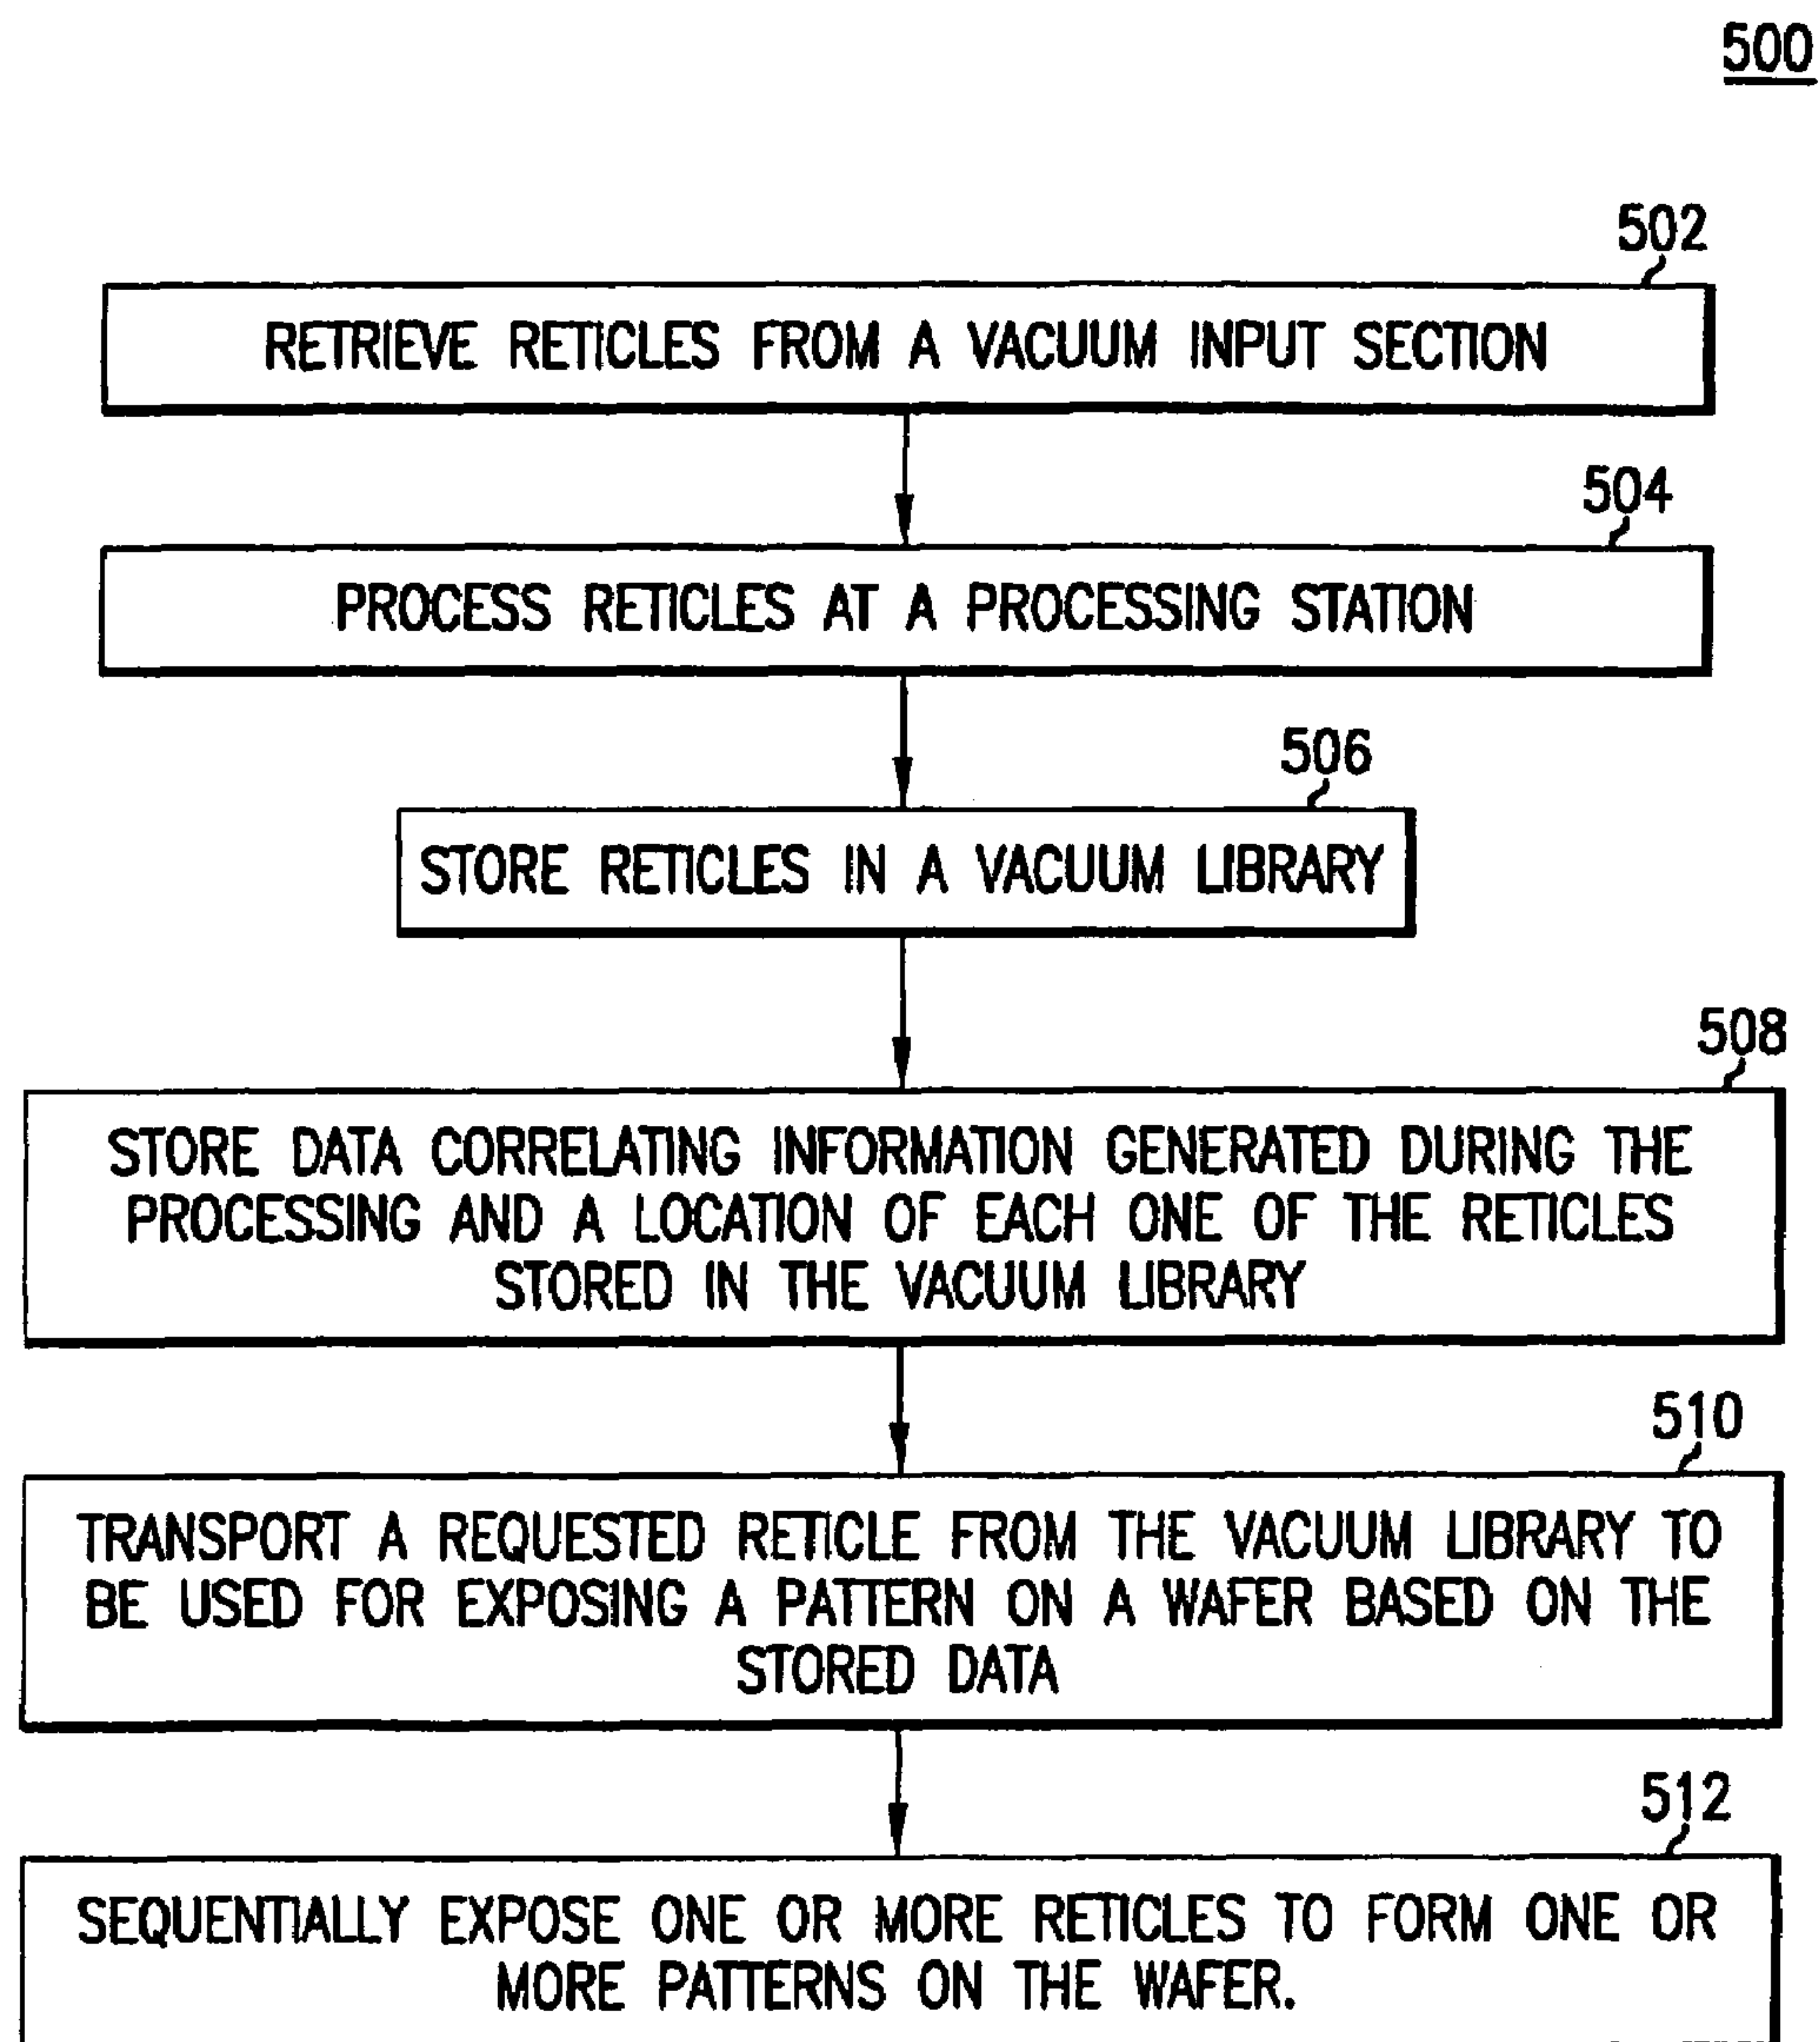 500
502
RETRIEVE RETICLES FROM A VACUUM INPUT SECTION
504
PROCESS RETICLES AT A PROCESSING STATION
506
STORE RETICLES IN A VACUUM LIBRARY
508
STORE DATA CORRELATING INFORMATION GENERATED DURING THE
PROCESSING AND A LOCATION OF EACH ONE OF THE RETICLES
STORED IN THE VACUUM LIBRARY
510
TRANSPORT A REQUESTED RETICLE FROM THE VACUUM LIBRARY TO
BE USED FOR EXPOSING A PATTERN ON A WAFER BASED ON THE
STORED DATA
512
SEQUENTIALLY EXPOSE ONE OR MORE RETICLES TO FORM ONE OR
MORE PATTERNS ON THE WAFER.